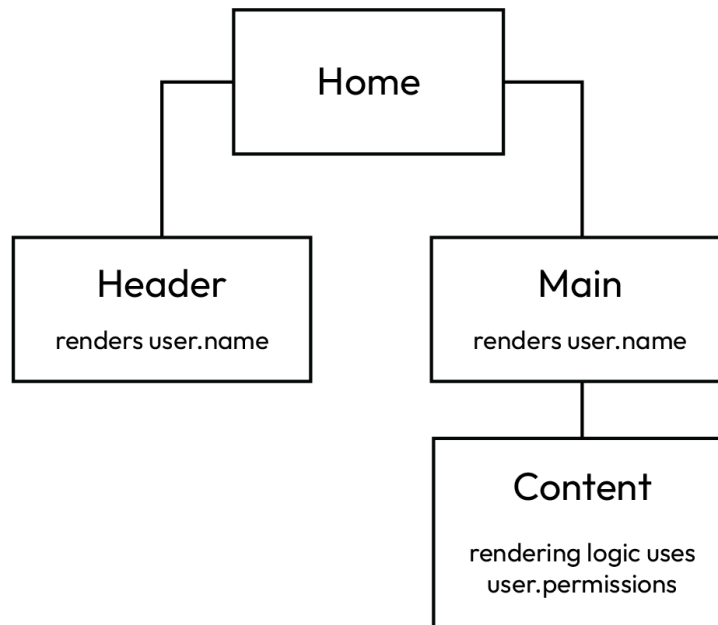 Home
Header
renders user.name
Main
renders user.name
Content
rendering logic uses
user.permissions